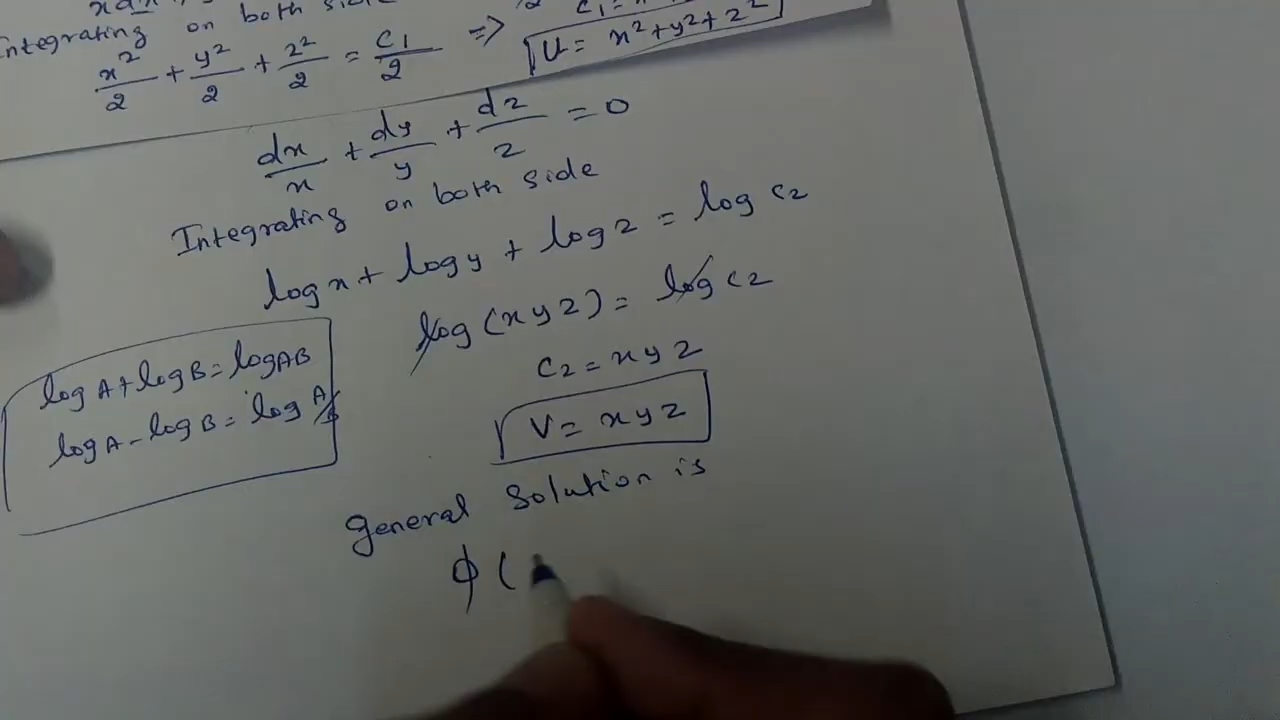 Integrating on both side
x²/2 + y²/2 + z²/2 = C₁/2 => U = x²+y²+z²
dx/x + dy/y + dz/z = 0
Integrating on both side
log x + log y + log z = log c₂
log (xyz) = log c₂
C₂ = xyz
V = xyz
log A + log B = log AB
log A - log B = log A/B
General Solution is
ϕ (